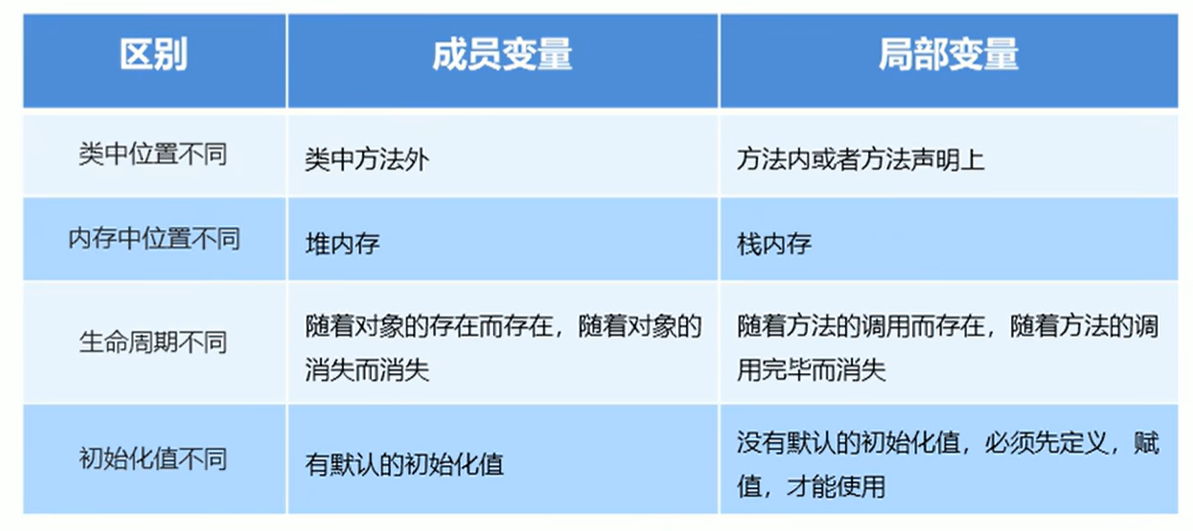 区别 成员变量 局部变量
类中位置不同 类中方法外 方法内或者方法声明上
内存中位置不同 堆内存 栈内存
生命周期不同
随着对象的存在而存在，随着对象的
消失而消失
随着方法的调用而存在，随着方法的调
用完毕而消失
初始化值不同 有默认的初始化值
没有默认的初始化值，必须先定义，赋
值，才能使用